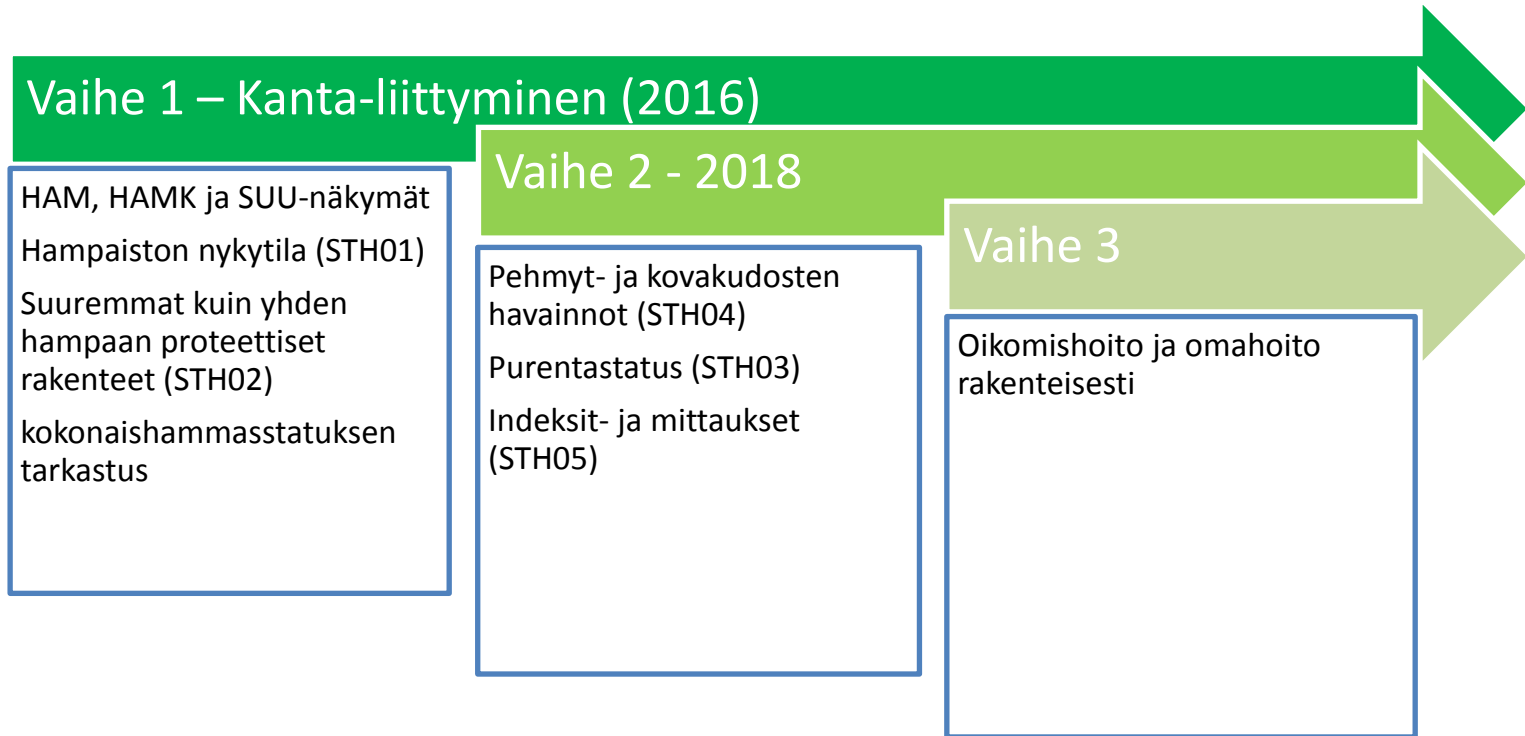 Vaihe 1 – Kanta-liittyminen (2016)
HAM, HAMK ja SUU-näkymät
Hampaiston nykytila (STH01)
Suuremmat kuin yhden
hampaan proteettiset
rakenteet (STH02)
kokonaishammasstatuksen
tarkastus
Vaihe 2 - 2018
Pehmyt- ja kovakudosten
havainnot (STH04)
Purentastatus (STH03)
Indeksit- ja mittaukset
(STH05)
Vaihe 3
Oikomishoito ja omahoito
rakenteisesti